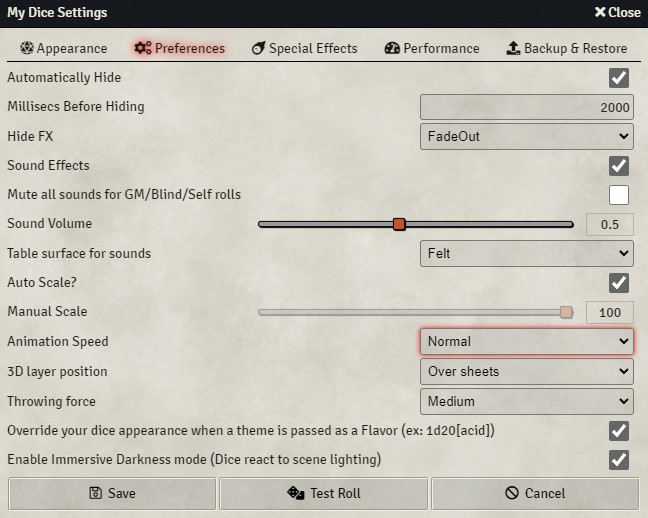 My Dice Settings
Close
Appearance Preferences Special Effects Performance Backup & Restore
Automatically Hide
Millisecs Before Hiding 2000
Hide FX FadeOut
Sound Effects
Mute all sounds for GM/Blind/Self rolls
Sound Volume 0.5
Table surface for sounds Felt
Auto Scale?
Manual Scale 100
Animation Speed Normal
3D layer position Over sheets
Throwing force Medium
Override your dice appearance when a theme is passed as a Flavor (ex: 1d20[acid])
Enable Immersive Darkness mode (Dice react to scene lighting)
Save Test Roll Cancel